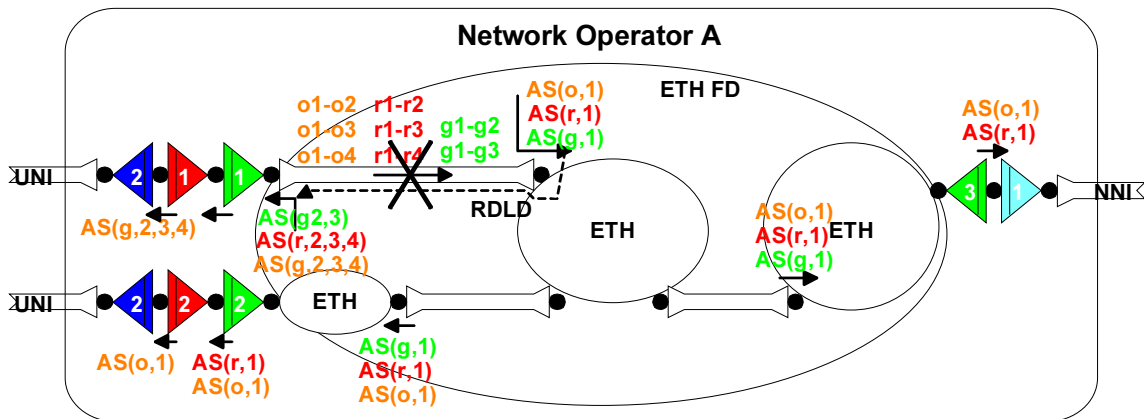 Network Operator A
ETH FD
o1-o2 r1-r2
o1-o3 r1-r3 g1-g2
o1-o4 r1-r4 g1-g3
AS(o,1)
AS(r,1)
AS(g,1)
AS(o,1)
AS(r,1)
UNI
2
1
1
3
1
NNI
RDLD
AS(g,2,3,4)
AS(g2,3)
AS(r,2,3,4)
AS(g,2,3,4)
ETH
AS(o,1)
AS(r,1)
AS(g,1)
ETH
UNI
2
2
2
ETH
AS(o,1)
AS(r,1)
AS(o,1)
AS(g,1)
AS(r,1)
AS(o,1)